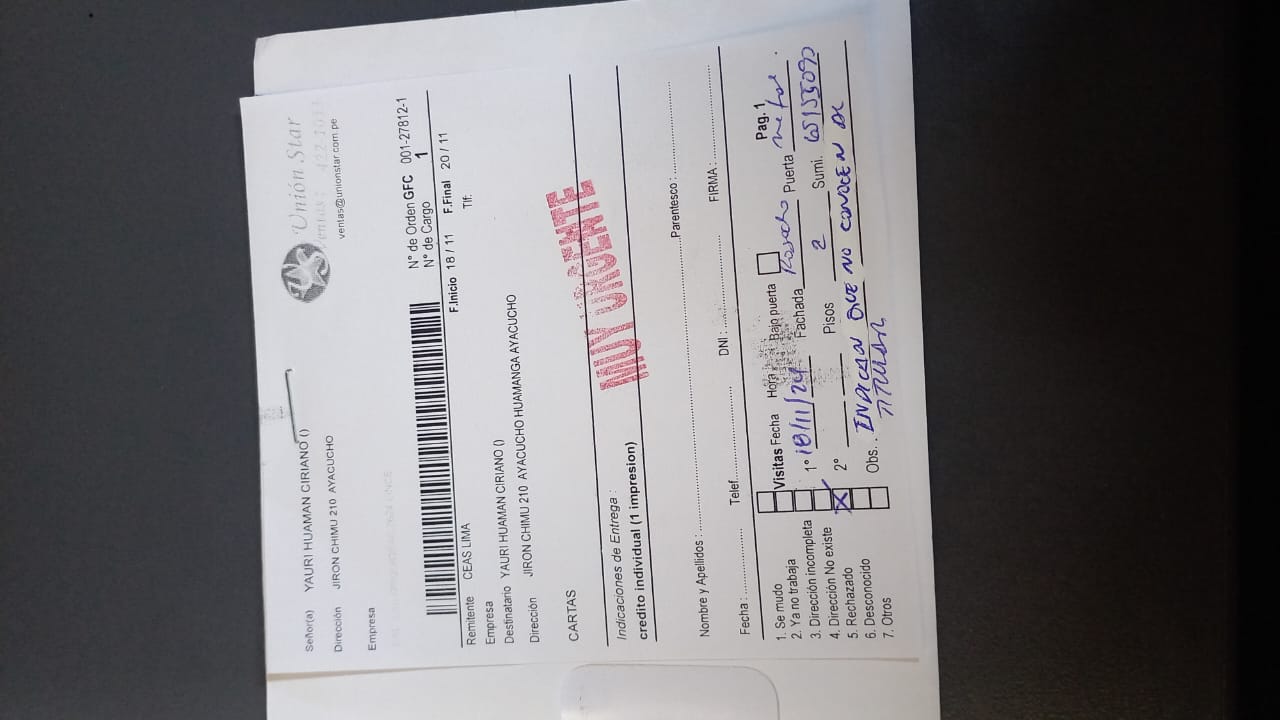 Unión Star
ventas@unionstar.com.pe
Señor(a) YAURI HUAMAN CIRIANO ()
Dirección JIRON CHIMU 210 AYACUCHO
Empresa
N° de Orden GFC 001-27812-1
N° de Cargo 1
F.Inicio 18 / 11 F.Final 20 / 11
Remitente CEAS LIMA Tlf:
Empresa
Destinatario YAURI HUAMAN CIRIANO ()
Dirección JIRON CHIMU 210 AYACUCHO HUAMANGA AYACUCHO
CARTAS
MUY URGENTE
Indicaciones de Entrega :
credito individual (1 impresion)
Nombre y Apellidos : Parentesco :
Fecha : Telef. DNI : FIRMA :
Pag. 1
1. Se mudo
2. Ya no trabaja
3. Dirección incompleta
4. Dirección No existe
5. Rechazado
6. Desconocido
7. Otros
X
Visitas Fecha Hora Bajo puerta
1° 18/11/24 Fachada Rosado Puerta
2° Pisos 2 Sumi.
Obs. : INDICAN QUE NO CONOCEN AL
TITULAR